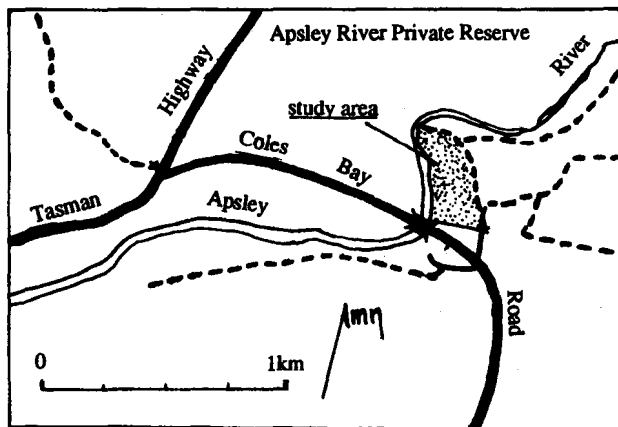 Apsley River Private Reserve
Highway
River
study area
Coles
Bay
Tasman
Apsley
Road
0 1km